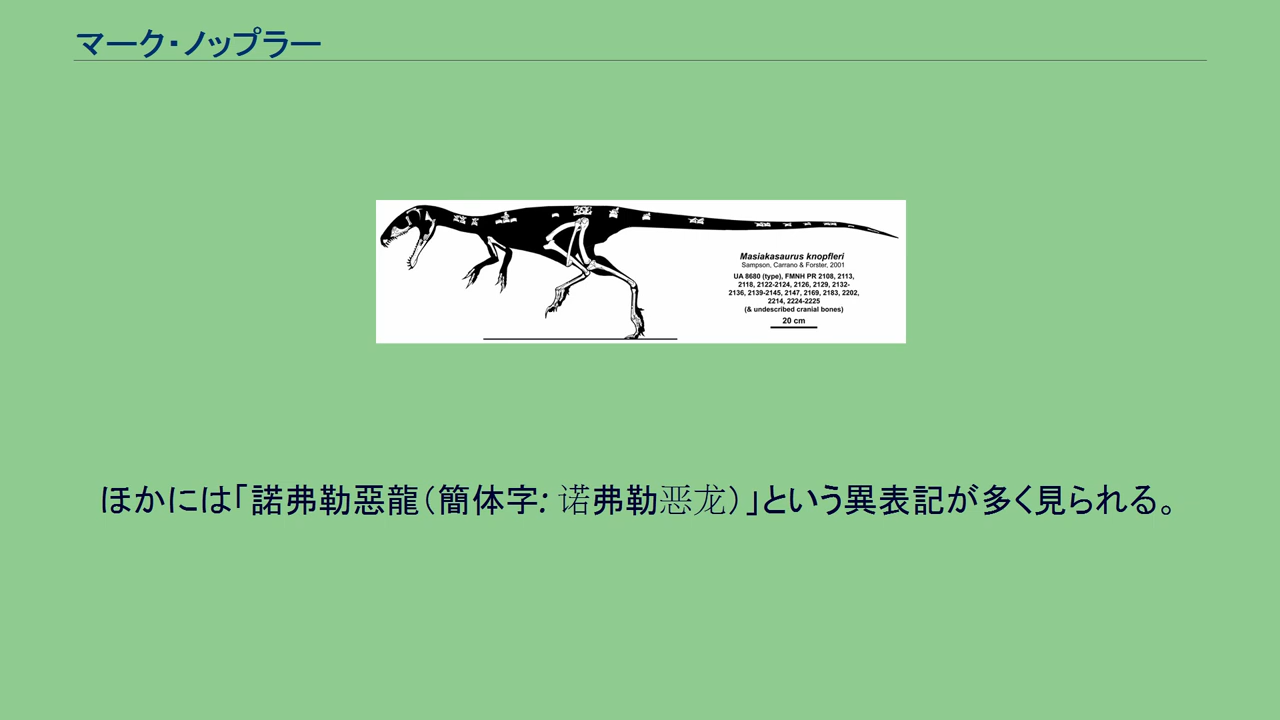 マーク・ノップラー
Masiakasaurus knopfleri
Sampson, Carrano & Forster, 2001
UA 8680 (type), FMNH PR 2108, 2113,
2118, 2122-2124, 2126, 2129, 2132-
2136, 2139-2145, 2147, 2169, 2183, 2202,
2214, 2224-2225
(& undescribed cranial bones)
20 cm
ほかには「諾弗勒惡龍（簡体字: 诺弗勒恶龙）」という異表記が多く見られる。